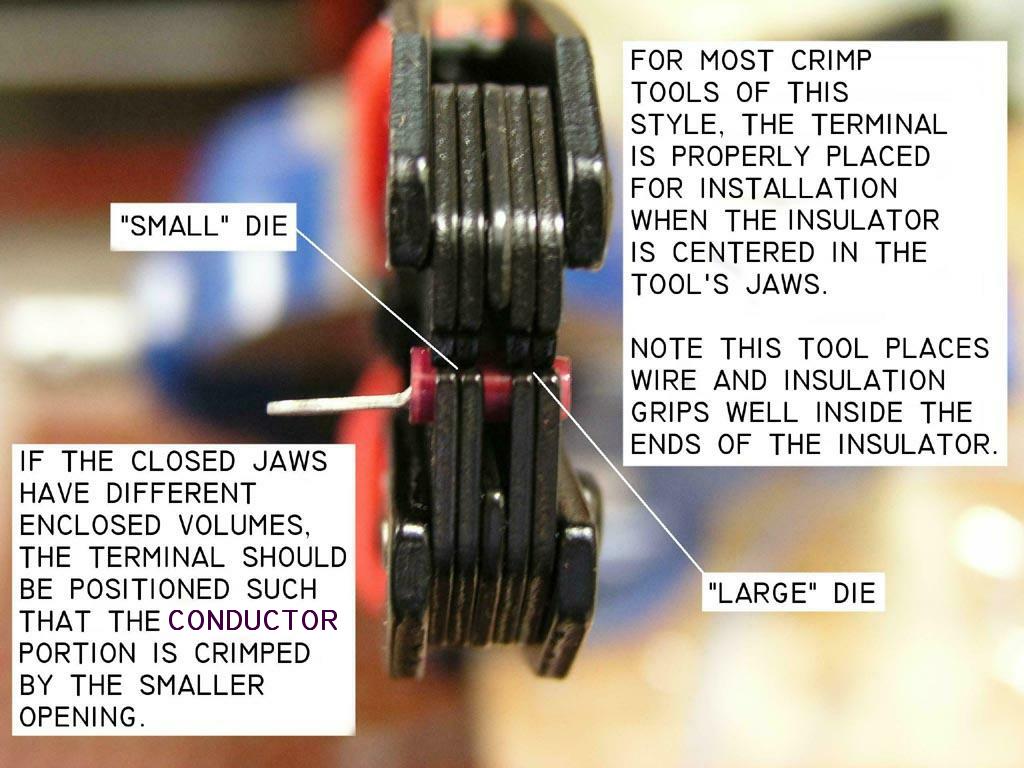 FOR MOST CRIMP
TOOLS OF THIS
STYLE, THE TERMINAL
IS PROPERLY PLACED
FOR INSTALLATION
WHEN THE INSULATOR
IS CENTERED IN THE
TOOL'S JAWS.
NOTE THIS TOOL PLACES
WIRE AND INSULATION
GRIPS WELL INSIDE THE
ENDS OF THE INSULATOR.
"SMALL" DIE
IF THE CLOSED JAWS
HAVE DIFFERENT
ENCLOSED VOLUMES,
THE TERMINAL SHOULD
BE POSITIONED SUCH
THAT THE CONDUCTOR
PORTION IS CRIMPED
BY THE SMALLER
OPENING.
"LARGE" DIE